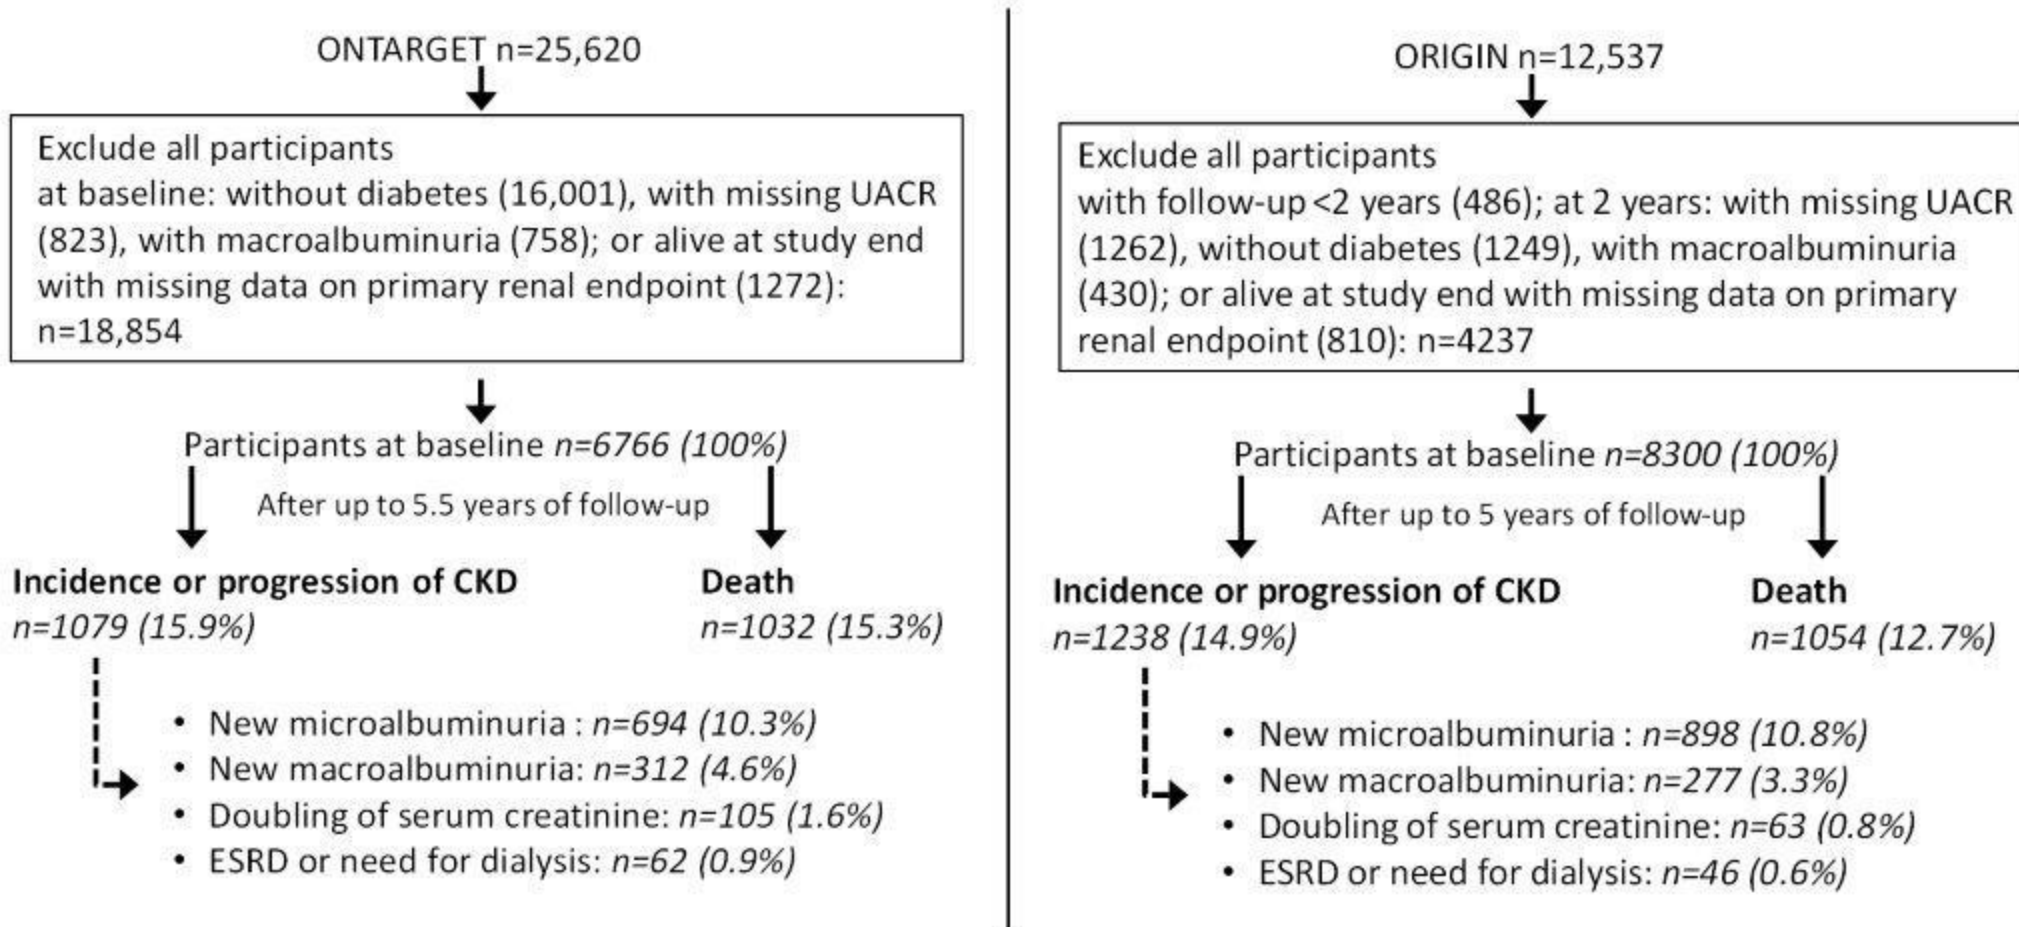 ONTARGET n=25,620
Exclude all participants
at baseline: without diabetes (16,001), with missing UACR
(823), with macroalbuminuria (758); or alive at study end
with missing data on primary renal endpoint (1272):
n=18,854
Participants at baseline n=6766 (100%)
After up to 5.5 years of follow-up
Incidence or progression of CKD
n=1079 (15.9%)
Death
n=1032 (15.3%)
• New microalbuminuria : n=694 (10.3%)
• New macroalbuminuria: n=312 (4.6%)
• Doubling of serum creatinine: n=105 (1.6%)
• ESRD or need for dialysis: n=62 (0.9%)
ORIGIN n=12,537
Exclude all participants
with follow-up <2 years (486); at 2 years: with missing UACR
(1262), without diabetes (1249), with macroalbuminuria
(430); or alive at study end with missing data on primary
renal endpoint (810): n=4237
Participants at baseline n=8300 (100%)
After up to 5 years of follow-up
Incidence or progression of CKD
n=1238 (14.9%)
Death
n=1054 (12.7%)
• New microalbuminuria : n=898 (10.8%)
• New macroalbuminuria: n=277 (3.3%)
• Doubling of serum creatinine: n=63 (0.8%)
• ESRD or need for dialysis: n=46 (0.6%)